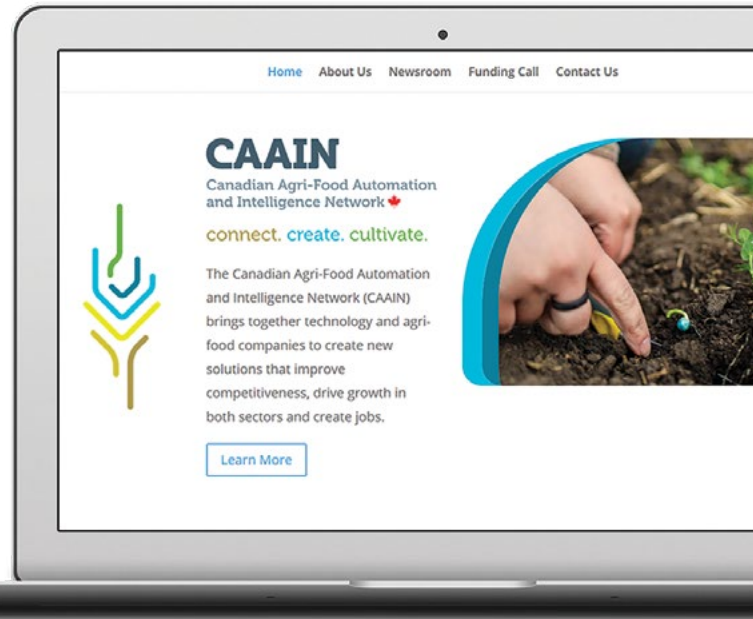 Home About Us Newsroom Funding Call Contact Us
CAAIN
Canadian Agri-Food Automation
and Intelligence Network
connect. create. cultivate.
The Canadian Agri-Food Automation
and Intelligence Network (CAAIN)
brings together technology and agri-
food companies to create new
solutions that improve
competitiveness, drive growth in
both sectors and create jobs.
Learn More